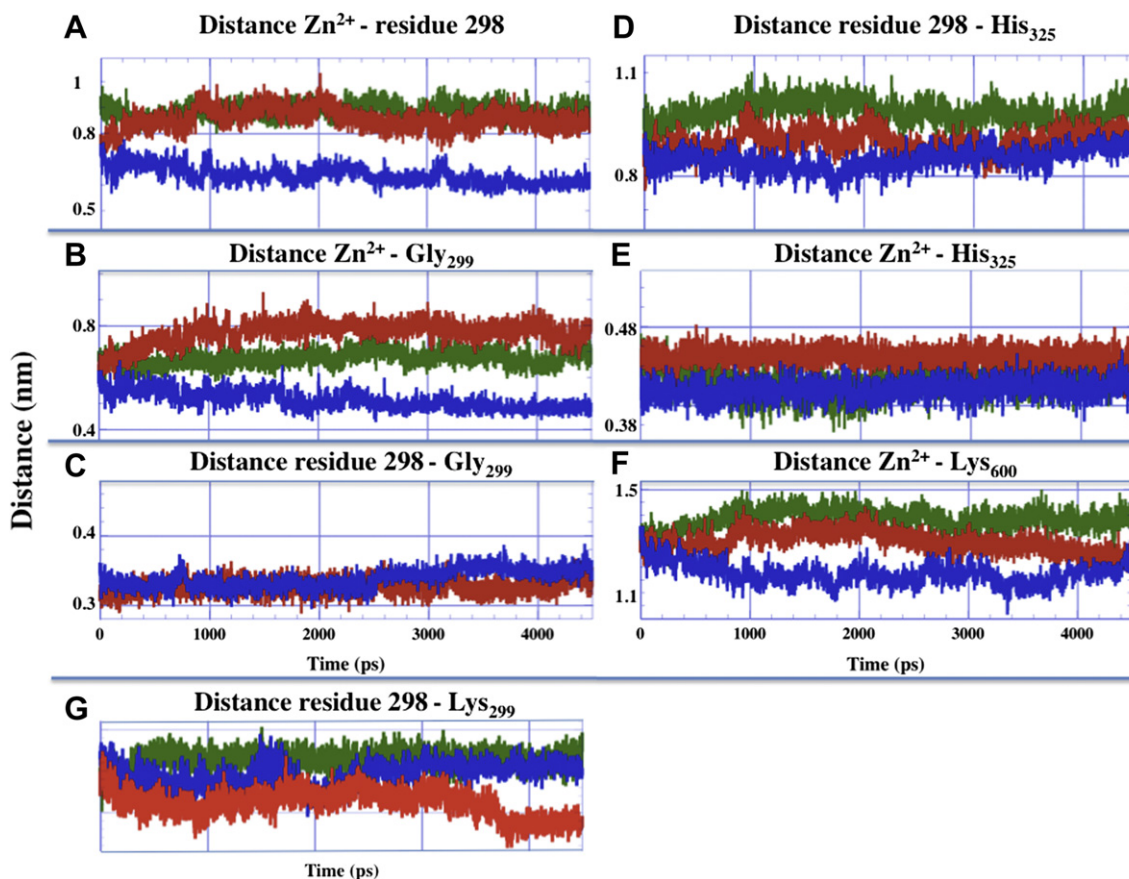 A
Distance Zn²⁺ - residue 298
1
0.8
0.5
B
Distance Zn²⁺ - Gly₂₉₉
0.8
0.4
C
Distance residue 298 - Gly₂₉₉
0.4
0.3
0 1000 2000 3000 4000
Time (ps)
D
Distance residue 298 - His₃₂₅
1.1
0.8
E
Distance Zn²⁺ - His₃₂₅
0.48
0.38
F
Distance Zn²⁺ - Lys₆₀₀
1.5
1.1
0 1000 2000 3000 4000
Time (ps)
G
Distance residue 298 - Lys₂₉₉
Time (ps)
Distance (nm)